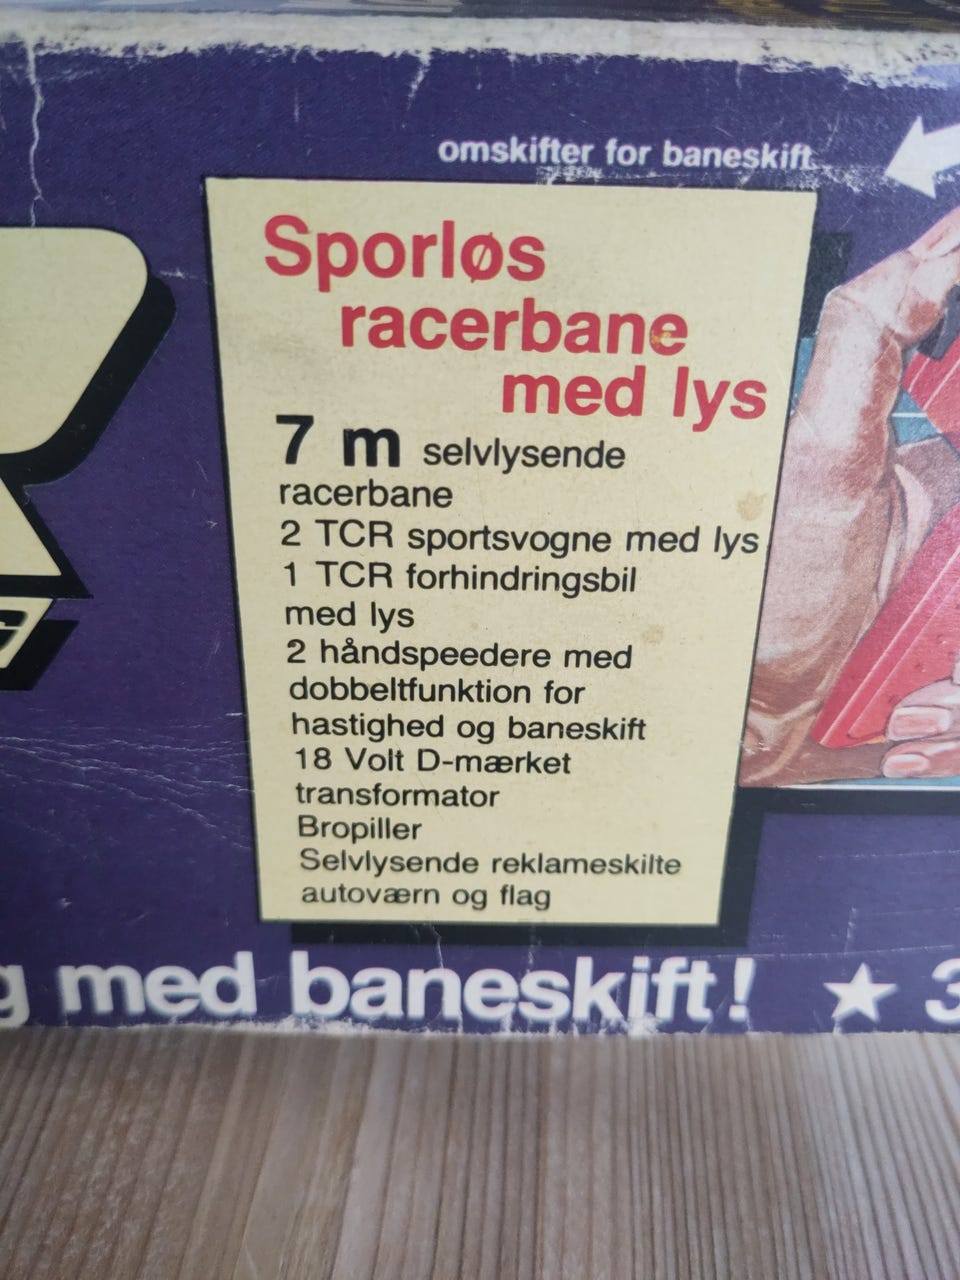 omskifter for baneskift
Sporløs
racerbane
med lys
7 m selvlysende
racerbane
2 TCR sportsvogne med lys
1 TCR forhindringsbil
med lys
2 håndspeedere med
dobbeltfunktion for
hastighed og baneskift
18 Volt D-mærket
transformator
Bropiller
Selvlysende reklameskilte
autoværn og flag
g med baneskift! ★ 3